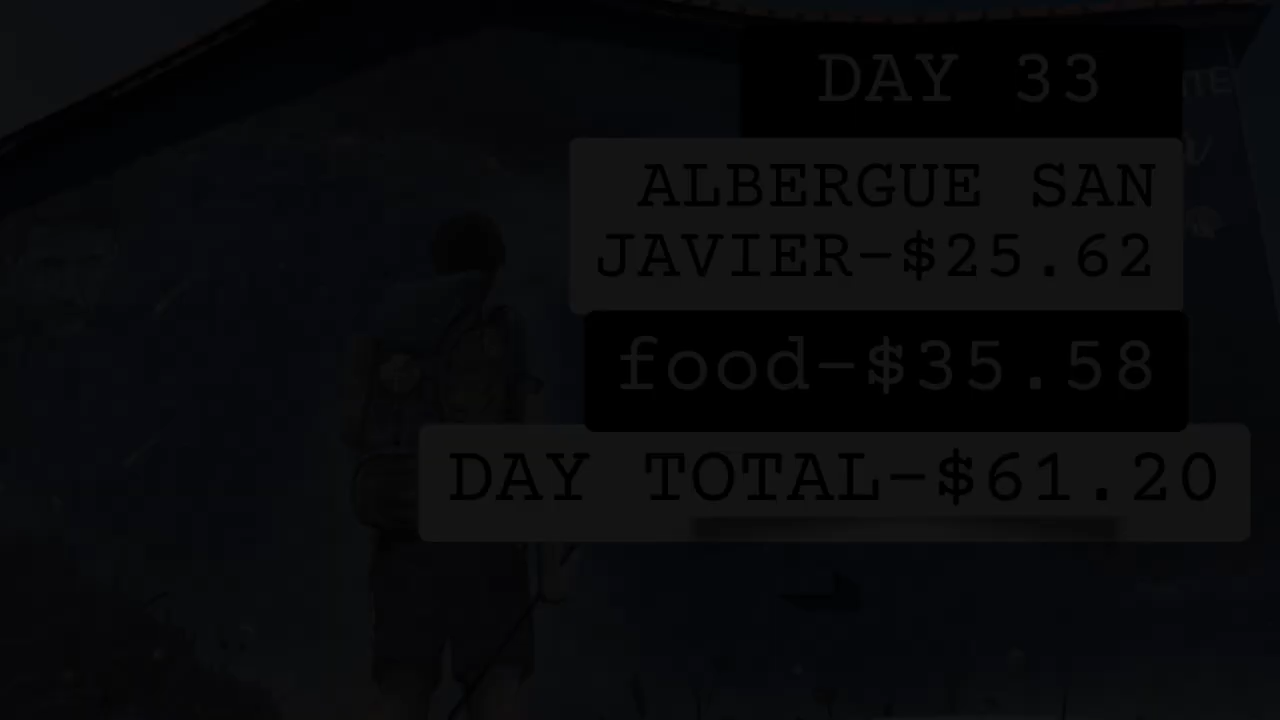 DAY 33
ALBERGUE SAN
JAVIER-$25.62
food-$35.58
DAY TOTAL-$61.20